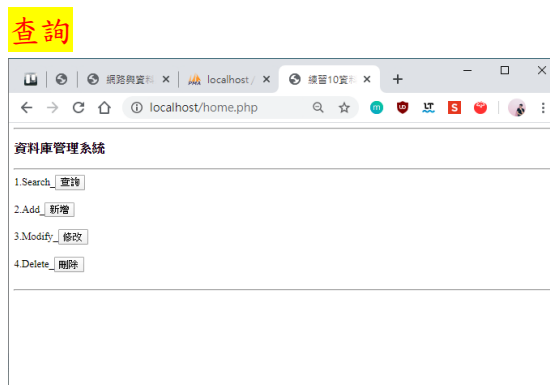 查詢
網路與資料
localhost /
練習10資料
localhost/home.php
資料庫管理系統
1.Search_查詢
2.Add_新增
3.Modify_修改
4.Delete_刪除